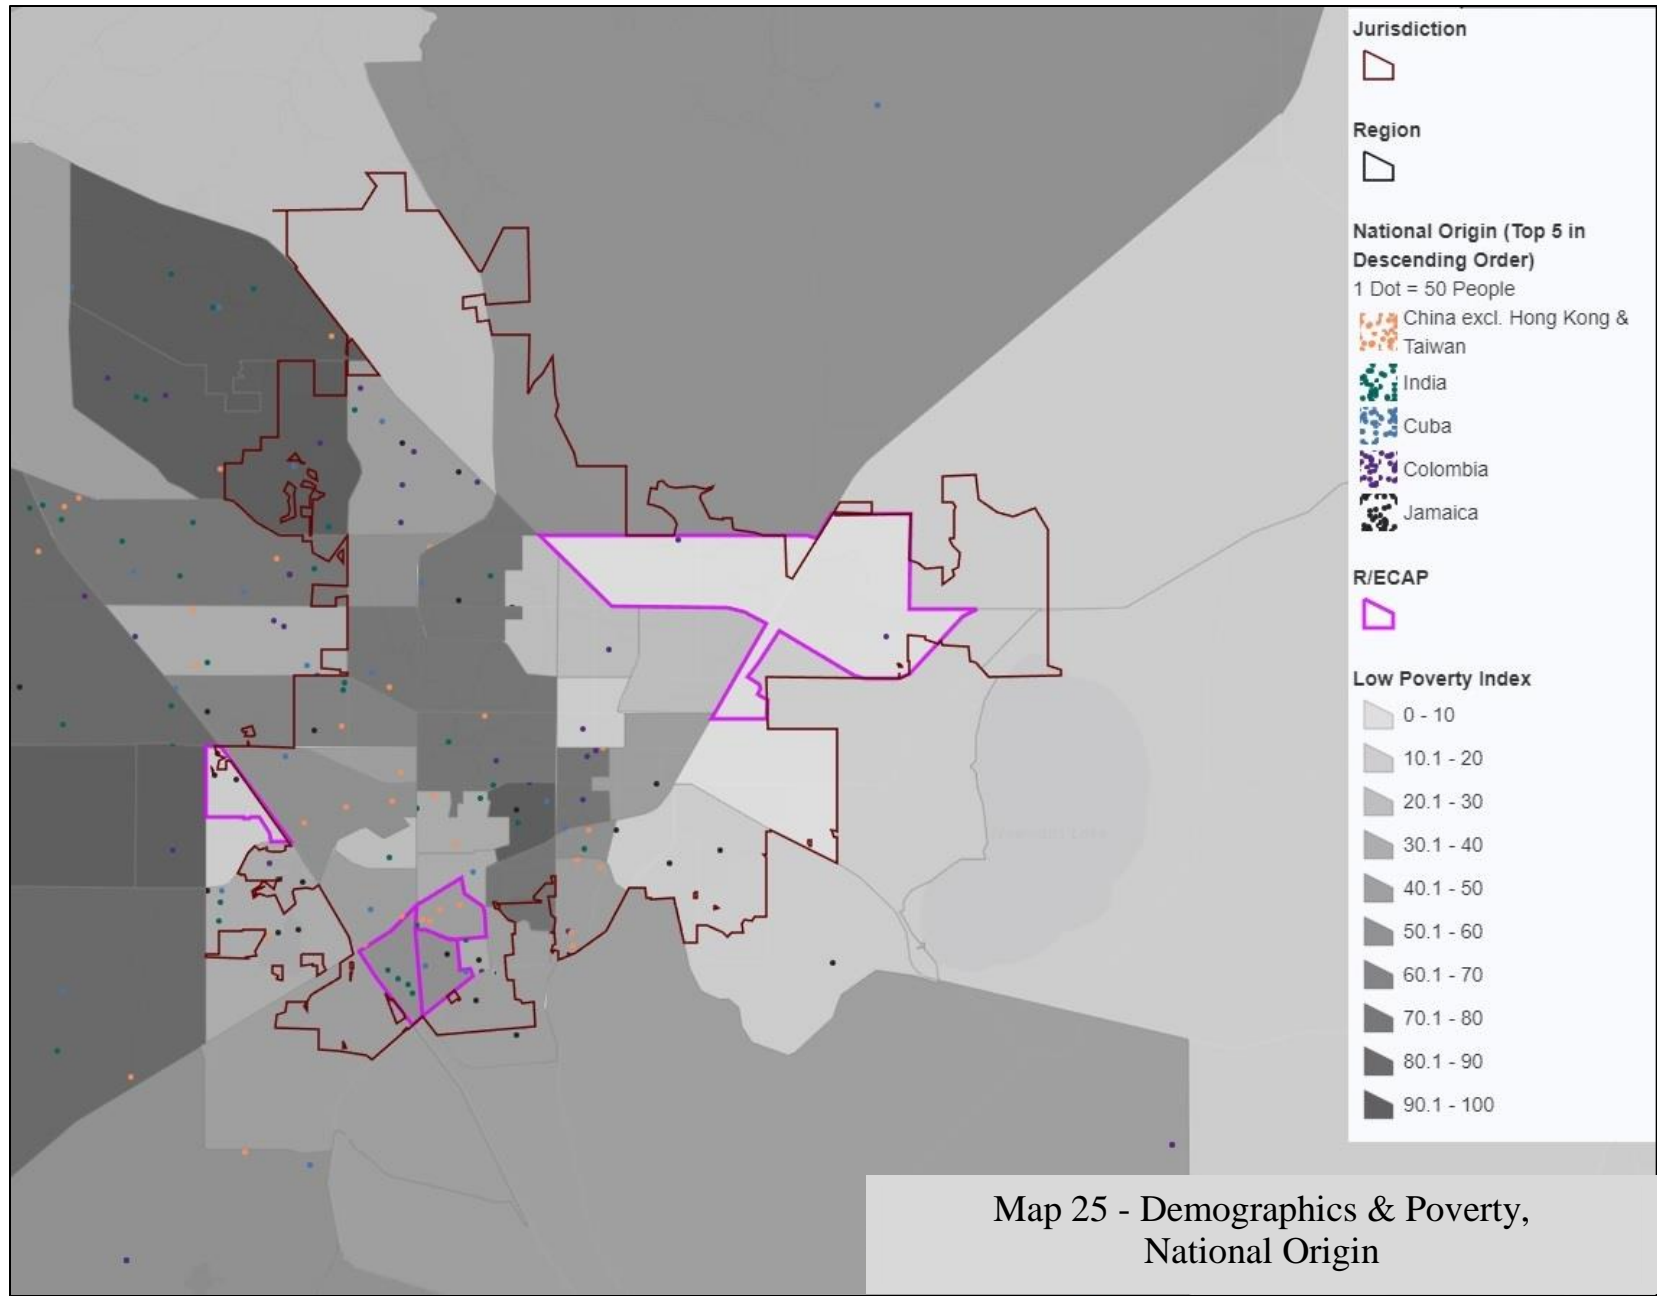 Jurisdiction
Region
National Origin (Top 5 in
Descending Order)
1 Dot = 50 People
China excl. Hong Kong &
Taiwan
India
Cuba
Colombia
Jamaica
R/ECAP
Low Poverty Index
0 - 10
10.1 - 20
20.1 - 30
30.1 - 40
40.1 - 50
50.1 - 60
60.1 - 70
70.1 - 80
80.1 - 90
90.1 - 100
Map 25 - Demographics & Poverty,
National Origin